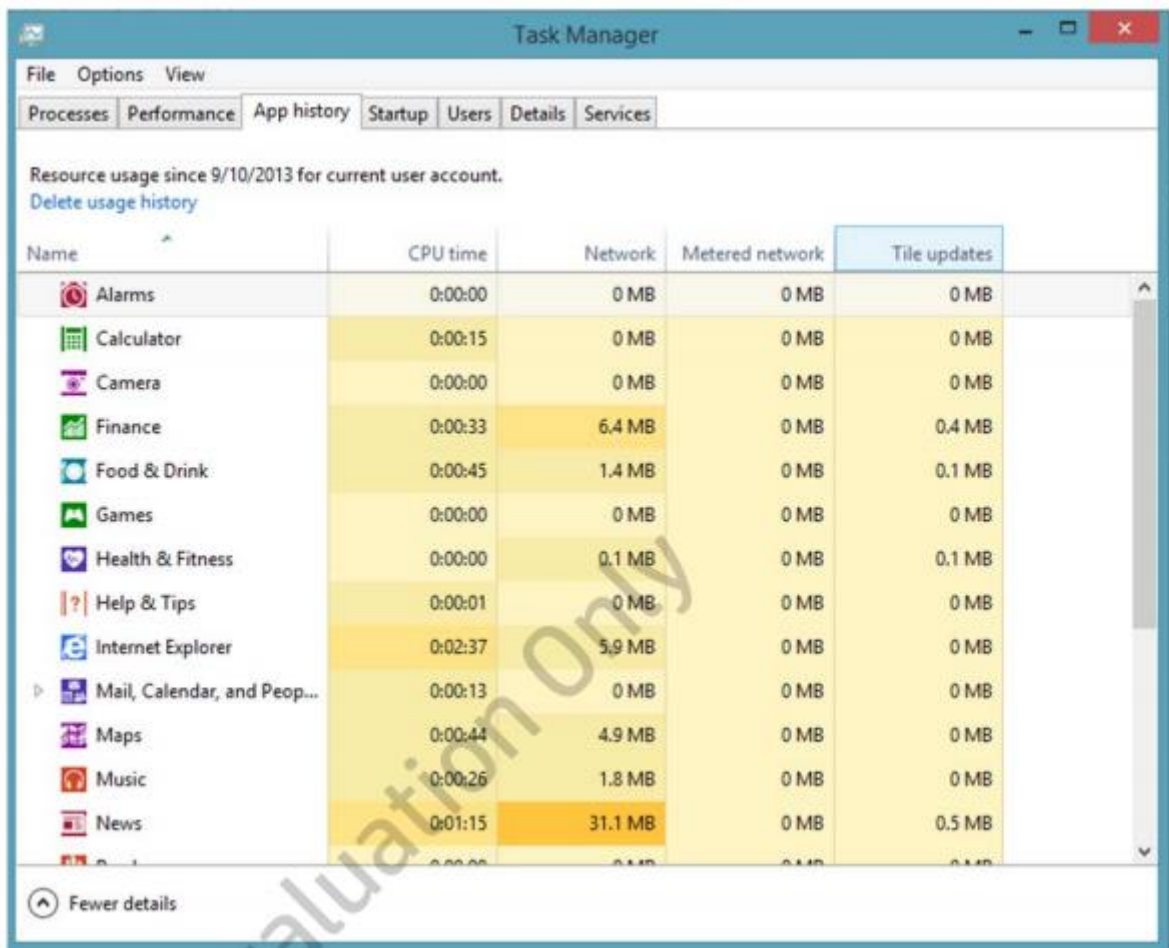 Task Manager
File Options View
Processes Performance App history Startup Users Details Services
Resource usage since 9/10/2013 for current user account.
Delete usage history
Name CPU time Network Metered network Tile updates
Alarms 0:00:00 0 MB 0 MB 0 MB
Calculator 0:00:15 0 MB 0 MB 0 MB
Camera 0:00:00 0 MB 0 MB 0 MB
Finance 0:00:33 6.4 MB 0 MB 0.4 MB
Food & Drink 0:00:45 1.4 MB 0 MB 0.1 MB
Games 0:00:00 0 MB 0 MB 0 MB
Health & Fitness 0:00:00 0.1 MB 0 MB 0.1 MB
Help & Tips 0:00:01 0 MB 0 MB 0 MB
Internet Explorer 0:02:37 5.9 MB 0 MB 0 MB
Mail, Calendar, and Peop... 0:00:13 0 MB 0 MB 0 MB
Maps 0:00:44 4.9 MB 0 MB 0 MB
Music 0:00:26 1.8 MB 0 MB 0 MB
News 0:01:15 31.1 MB 0 MB 0.5 MB
Fewer details
aluation Only